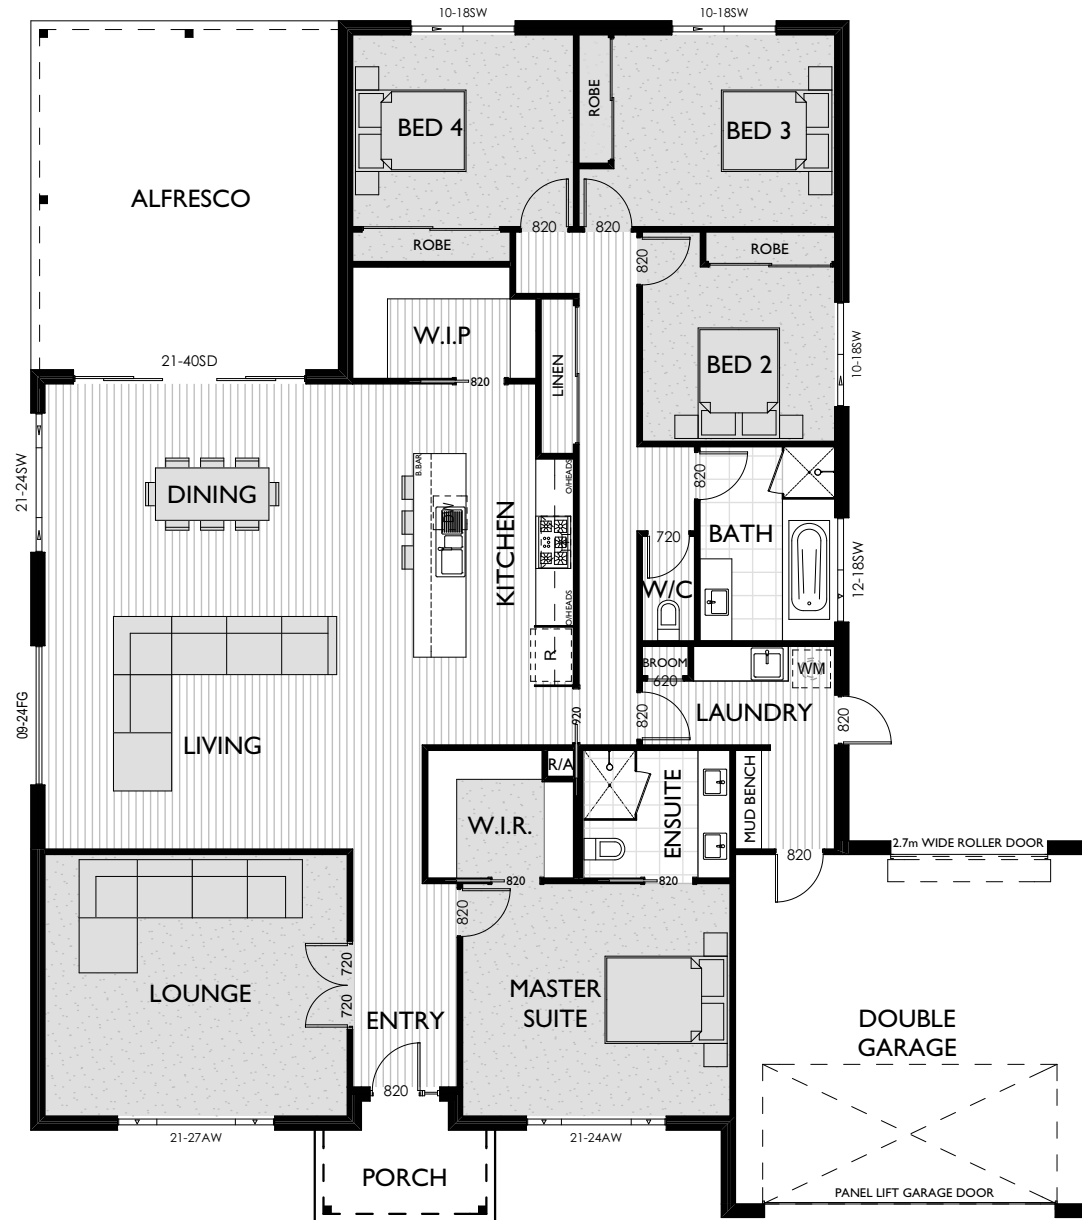 10-18SW
10-18SW
BED 4
ROBE
BED 3
ALFRESCO
820
820
ROBE
820
ROBE
W.I.P
820
LINEN
BED 2
10-18SW
21-40SD
21-24SW
DINING
B.BAR
DW
KITCHEN
O/HEADS
O/HEADS
R
820
BATH
720
W/C
12-18SW
BROOM
620
WM
LAUNDRY
820
820
920
09-24FG
LIVING
R/A
W.I.R.
820
ENSUITE
820
MUD BENCH
820
2.7m WIDE ROLLER DOOR
820
LOUNGE
720
720
ENTRY
820
MASTER
SUITE
DOUBLE
GARAGE
21-27AW
21-24AW
PORCH
PANEL LIFT GARAGE DOOR